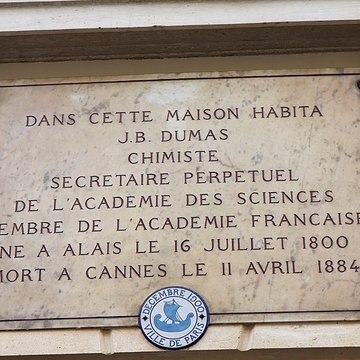 DANS CETTE MAISON HABITA
J.B. DUMAS
CHIMISTE
SECRETAIRE PERPETUEL
DE L'ACADEMIE DES SCIENCES
EMBRE DE L'ACADEMIE FRANCAISE
NE A ALAIS LE 16 JUILLET 1800
MORT A CANNES LE 11 AVRIL 1884
DECEMBRE 1900
VILLE DE PARIS